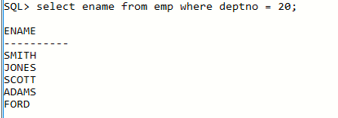 SQL> select ename from emp where deptno = 20;
ENAME
----------
SMITH
JONES
SCOTT
ADAMS
FORD